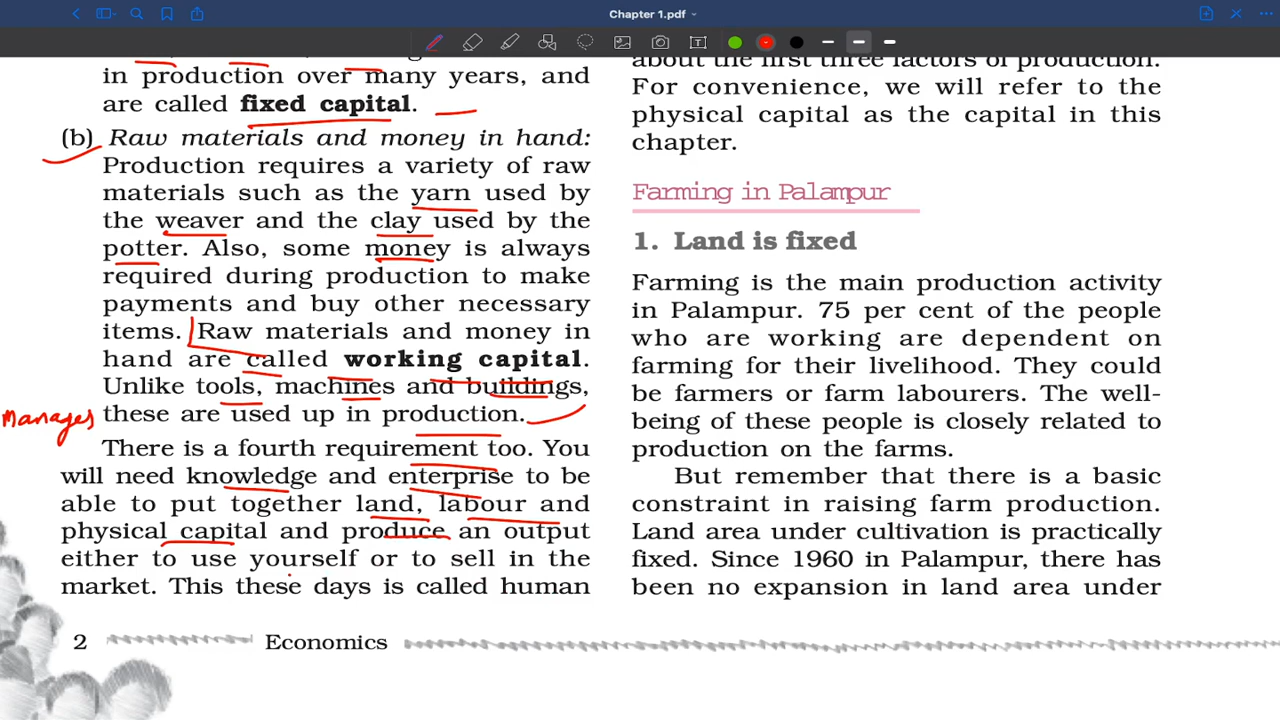 Chapter 1.pdf
in production over many years, and
are called fixed capital.
(b) Raw materials and money in hand:
Production requires a variety of raw
materials such as the yarn used by
the weaver and the clay used by the
potter. Also, some money is always
required during production to make
payments and buy other necessary
items. Raw materials and money in
hand are called working capital.
Unlike tools, machines and buildings,
Manages
these are used up in production.
There is a fourth requirement too. You
will need knowledge and enterprise to be
able to put together land, labour and
physical capital and produce an output
either to use yourself or to sell in the
market. This these days is called human
about the first three factors of production.
For convenience, we will refer to the
physical capital as the capital in this
chapter.
Farming in Palampur
1. Land is fixed
Farming is the main production activity
in Palampur. 75 per cent of the people
who are working are dependent on
farming for their livelihood. They could
be farmers or farm labourers. The well-
being of these people is closely related to
production on the farms.
But remember that there is a basic
constraint in raising farm production.
Land area under cultivation is practically
fixed. Since 1960 in Palampur, there has
been no expansion in land area under
2 Economics